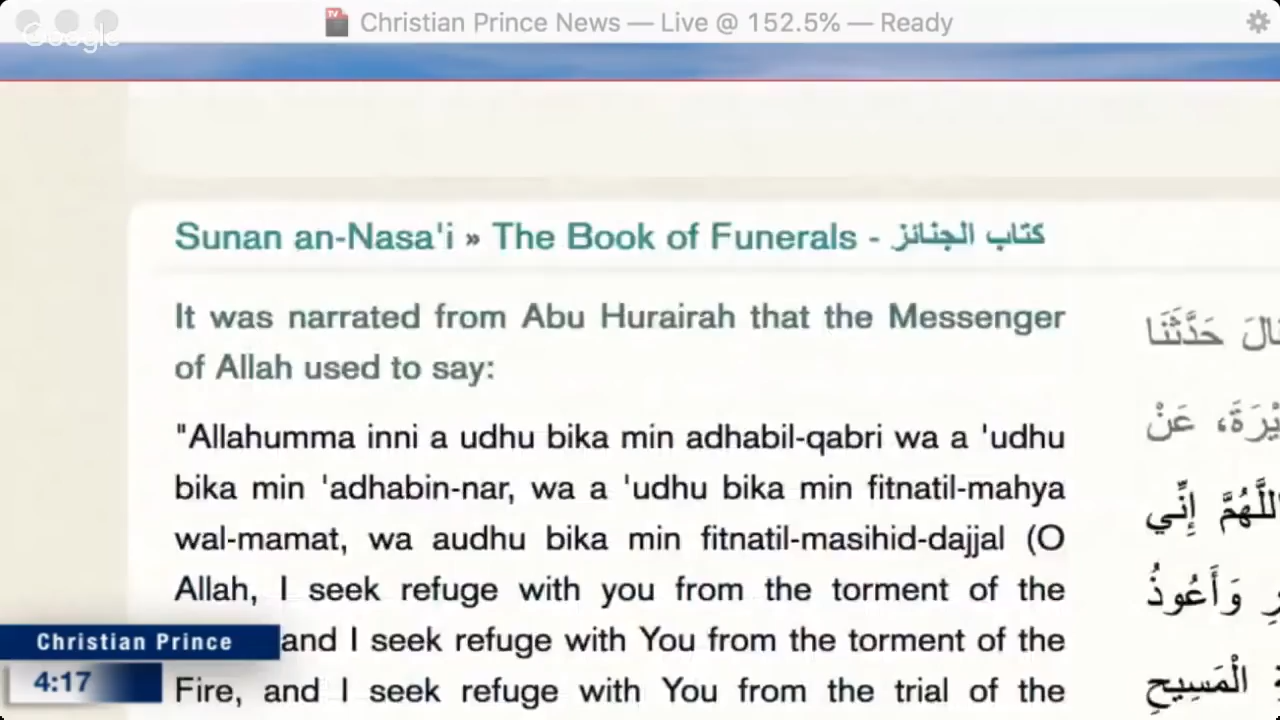 Christian Prince News — Live @ 152.5% — Ready
Google
Sunan an-Nasa'i » The Book of Funerals - كتاب الجنائز
It was narrated from Abu Hurairah that the Messenger
of Allah used to say:
"Allahumma inni a udhu bika min adhabil-qabri wa a 'udhu
bika min 'adhabin-nar, wa a 'udhu bika min fitnatil-mahya
wal-mamat, wa audhu bika min fitnatil-masihid-dajjal (O
Allah, I seek refuge with you from the torment of the
and I seek refuge with You from the torment of the
Fire, and I seek refuge with You from the trial of the
حَدَّثَنَا
عَنْ
اللَّهُمَّ إِنِّي
وَأَعُوذُ
الْمَسِيحِ
Christian Prince
4:17